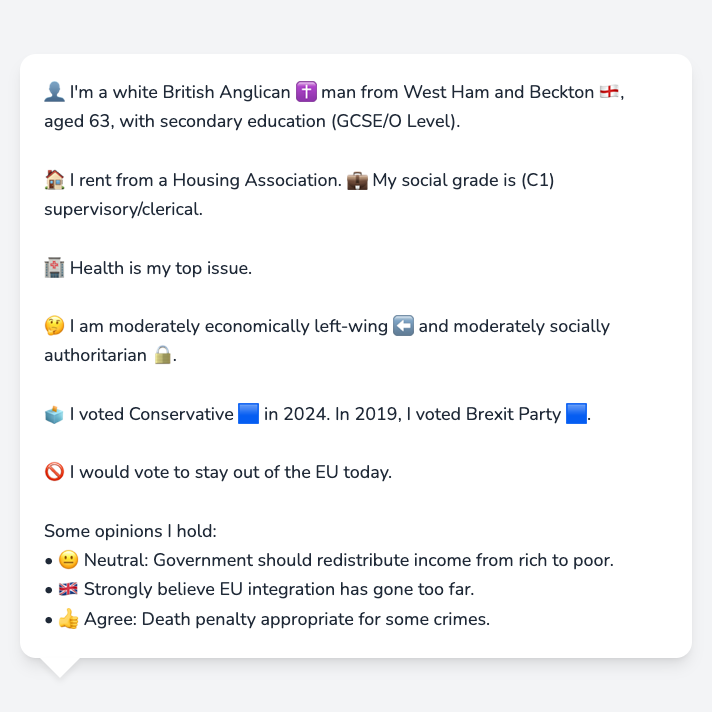 👤 I'm a white British Anglican ✝️ man from West Ham and Beckton 🏴󠁧󠁢󠁥󠁮󠁧󠁿,
aged 63, with secondary education (GCSE/O Level).
🏠 I rent from a Housing Association. 💼 My social grade is (C1)
supervisory/clerical.
🏥 Health is my top issue.
🤔 I am moderately economically left-wing ⬅️ and moderately socially
authoritarian 🔒.
🗳️ I voted Conservative 🟦 in 2024. In 2019, I voted Brexit Party 🟦.
🚫 I would vote to stay out of the EU today.
Some opinions I hold:
• 😐 Neutral: Government should redistribute income from rich to poor.
• 🇬🇧 Strongly believe EU integration has gone too far.
• 👍 Agree: Death penalty appropriate for some crimes.